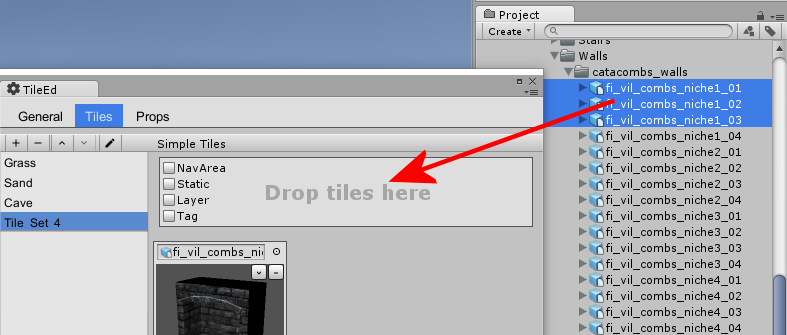 TileEd
General Tiles Props
Simple Tiles
Grass
Sand
Cave
Tile Set 4
NavArea
Static
Layer
Tag
Drop tiles here
fi_vil_combs_nic
Project
Create
Stairs
Walls
catacombs_walls
fi_vil_combs_niche1_01
fi_vil_combs_niche1_02
fi_vil_combs_niche1_03
fi_vil_combs_niche1_04
fi_vil_combs_niche2_01
fi_vil_combs_niche2_02
fi_vil_combs_niche2_03
fi_vil_combs_niche2_04
fi_vil_combs_niche3_01
fi_vil_combs_niche3_02
fi_vil_combs_niche3_03
fi_vil_combs_niche3_04
fi_vil_combs_niche4_01
fi_vil_combs_niche4_02
fi_vil_combs_niche4_03
fi_vil_combs_niche4_04